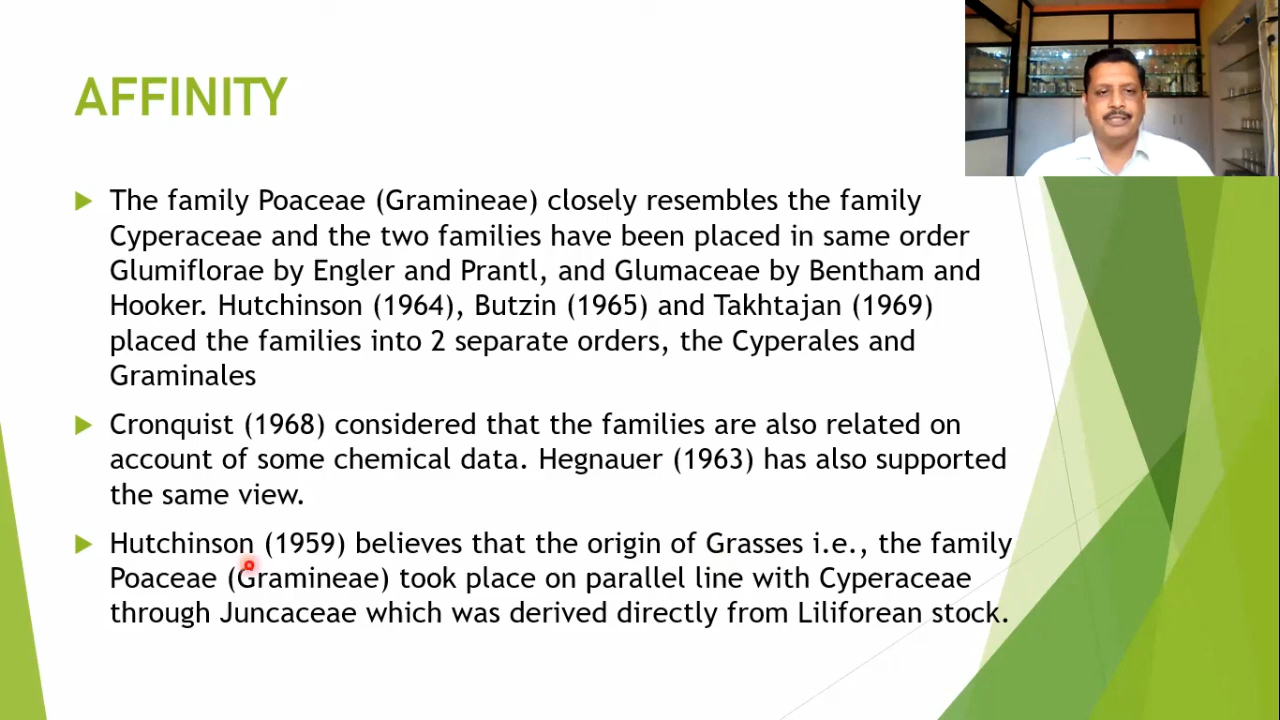 AFFINITY
The family Poaceae (Gramineae) closely resembles the family
Cyperaceae and the two families have been placed in same order
Glumiflorae by Engler and Prantl, and Glumaceae by Bentham and
Hooker. Hutchinson (1964), Butzin (1965) and Takhtajan (1969)
placed the families into 2 separate orders, the Cyperales and
Graminales
Cronquist (1968) considered that the families are also related on
account of some chemical data. Hegnauer (1963) has also supported
the same view.
Hutchinson (1959) believes that the origin of Grasses i.e., the family
Poaceae (Gramineae) took place on parallel line with Cyperaceae
through Juncaceae which was derived directly from Liliforean stock.